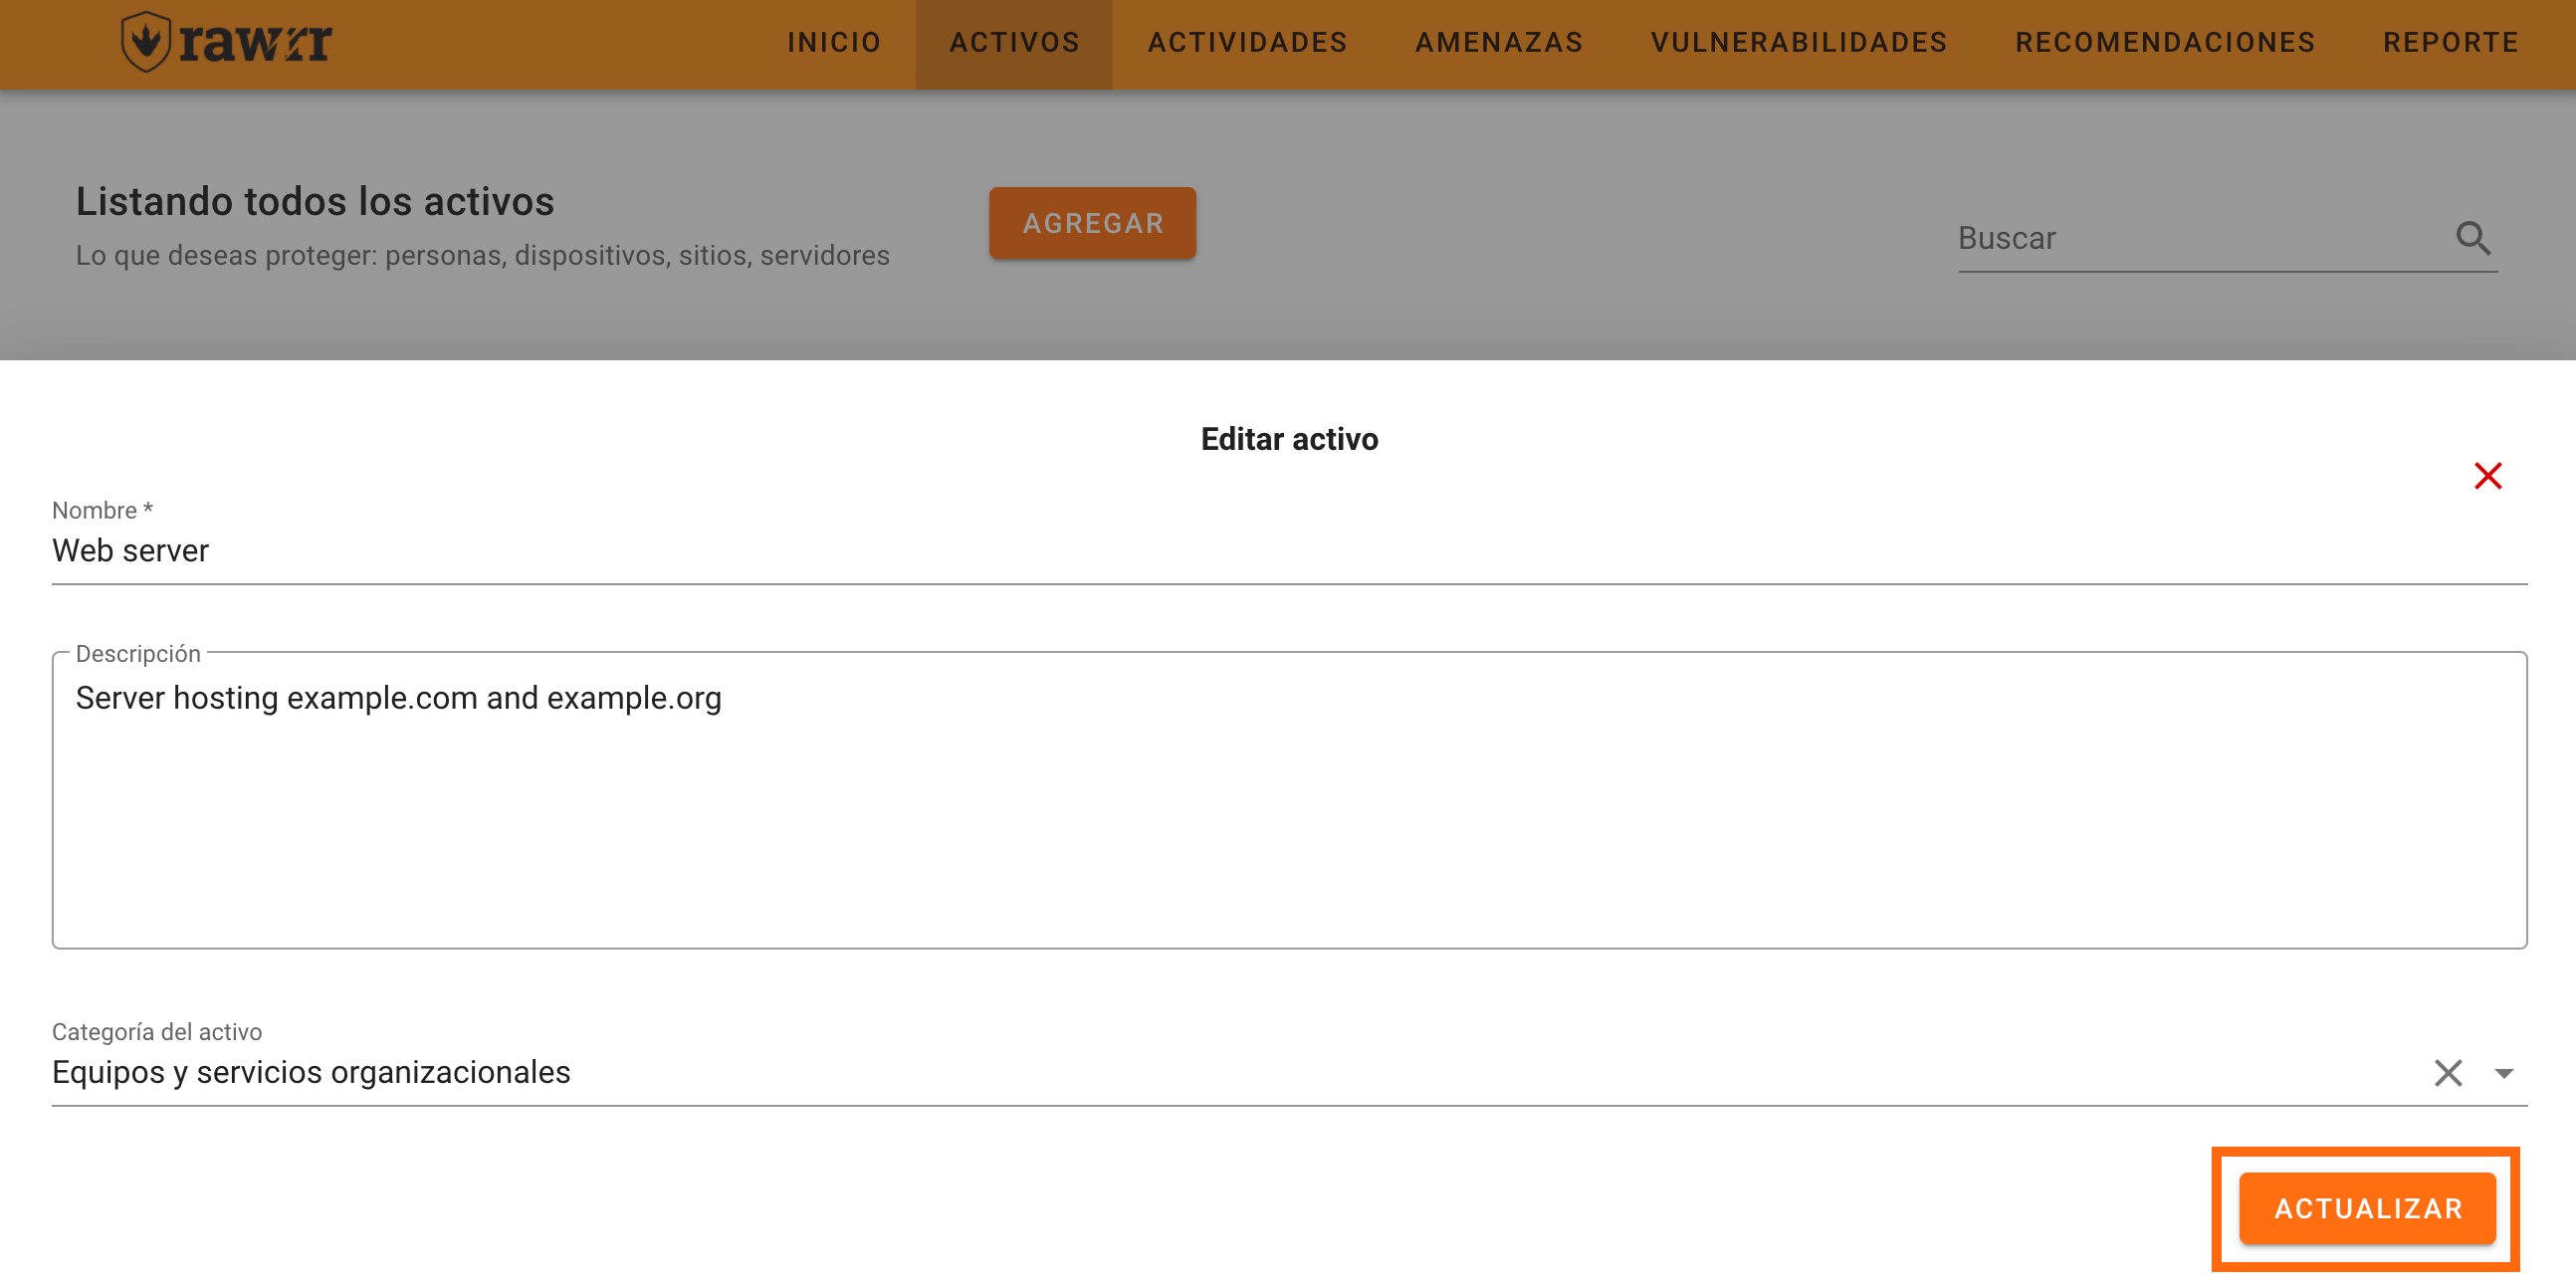 rawrr INICIO ACTIVOS ACTIVIDADES AMENAZAS VULNERABILIDADES RECOMENDACIONES REPORTE
Listando todos los activos
Lo que deseas proteger: personas, dispositivos, sitios, servidores
AGREGAR
Buscar
Editar activo
Nombre *
Web server
Descripción
Server hosting example.com and example.org
Categoría del activo
Equipos y servicios organizacionales
ACTUALIZAR